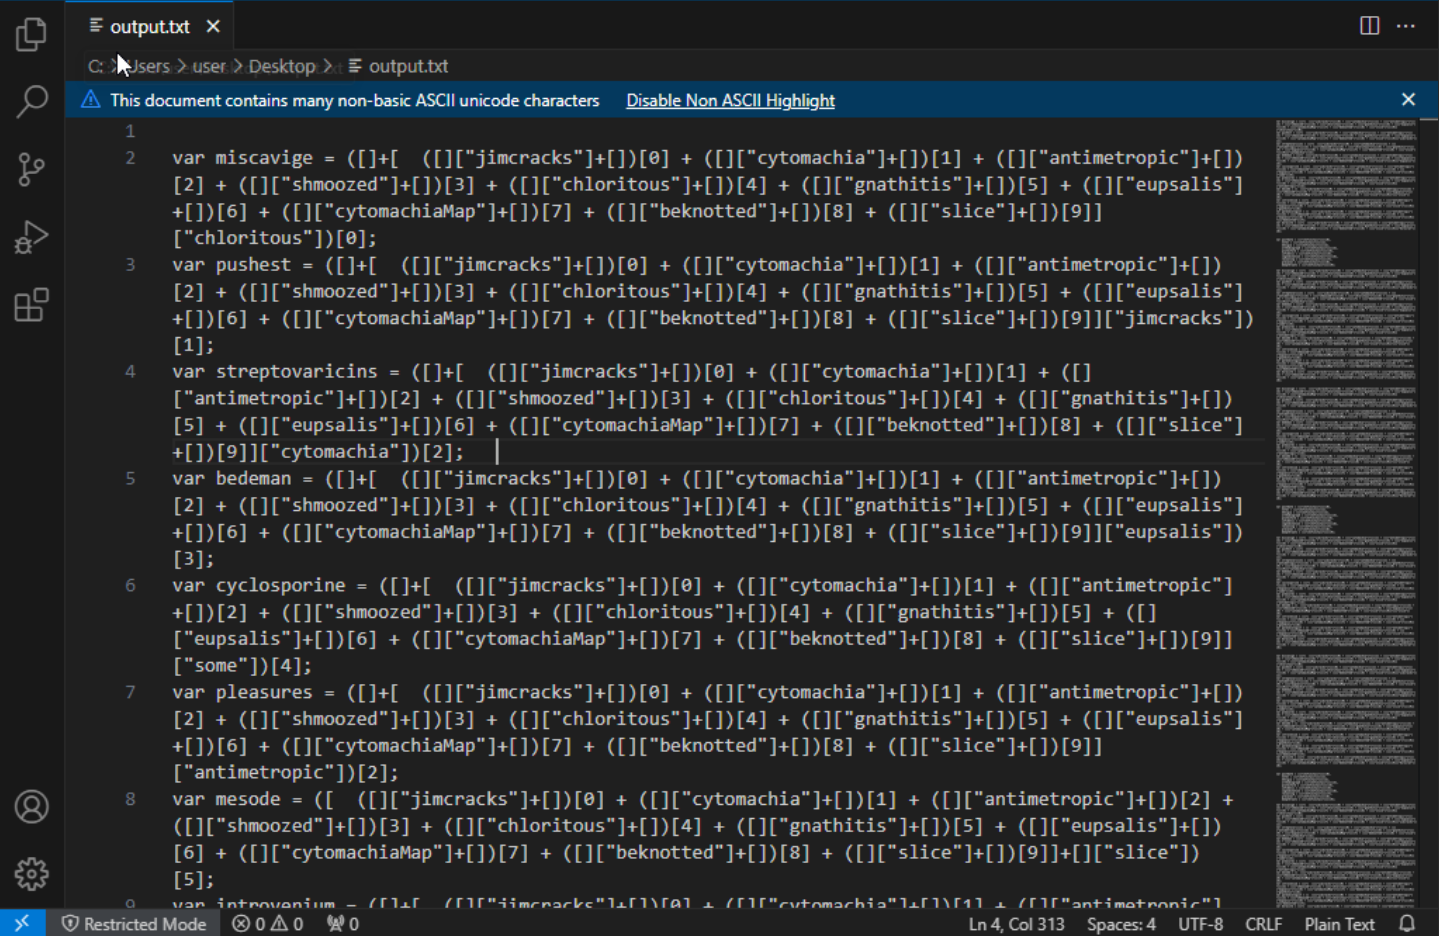 output.txt
C: > Users > user > Desktop > output.txt
This document contains many non-basic ASCII unicode characters Disable Non ASCII Highlight
1
2 var miscavige = ([]+[  ([]["jimcracks"]+[])[0] + ([]["cytomachia"]+[])[1] + ([]["antimetropic"]+[])
[2] + ([]["shmoozed"]+[])[3] + ([]["chloritous"]+[])[4] + ([]["gnathitis"]+[])[5] + ([]["eupsalis"]
+[])[6] + ([]["cytomachiaMap"]+[])[7] + ([]["beknotted"]+[])[8] + ([]["slice"]+[])[9]]
["chloritous"])[0];
3 var pushest = ([]+[  ([]["jimcracks"]+[])[0] + ([]["cytomachia"]+[])[1] + ([]["antimetropic"]+[])
[2] + ([]["shmoozed"]+[])[3] + ([]["chloritous"]+[])[4] + ([]["gnathitis"]+[])[5] + ([]["eupsalis"]
+[])[6] + ([]["cytomachiaMap"]+[])[7] + ([]["beknotted"]+[])[8] + ([]["slice"]+[])[9]]["jimcracks"])
[1];
4 var streptovaricins = ([]+[  ([]["jimcracks"]+[])[0] + ([]["cytomachia"]+[])[1] + ([]
["antimetropic"]+[])[2] + ([]["shmoozed"]+[])[3] + ([]["chloritous"]+[])[4] + ([]["gnathitis"]+[])
[5] + ([]["eupsalis"]+[])[6] + ([]["cytomachiaMap"]+[])[7] + ([]["beknotted"]+[])[8] + ([]["slice"]
+[])[9]]["cytomachia"])[2];
5 var bedeman = ([]+[  ([]["jimcracks"]+[])[0] + ([]["cytomachia"]+[])[1] + ([]["antimetropic"]+[])
[2] + ([]["shmoozed"]+[])[3] + ([]["chloritous"]+[])[4] + ([]["gnathitis"]+[])[5] + ([]["eupsalis"]
+[])[6] + ([]["cytomachiaMap"]+[])[7] + ([]["beknotted"]+[])[8] + ([]["slice"]+[])[9]]["eupsalis"])
[3];
6 var cyclosporine = ([]+[  ([]["jimcracks"]+[])[0] + ([]["cytomachia"]+[])[1] + ([]["antimetropic"]
+[])[2] + ([]["shmoozed"]+[])[3] + ([]["chloritous"]+[])[4] + ([]["gnathitis"]+[])[5] + ([]
["eupsalis"]+[])[6] + ([]["cytomachiaMap"]+[])[7] + ([]["beknotted"]+[])[8] + ([]["slice"]+[])[9]]
["some"])[4];
7 var pleasures = ([]+[  ([]["jimcracks"]+[])[0] + ([]["cytomachia"]+[])[1] + ([]["antimetropic"]+[])
[2] + ([]["shmoozed"]+[])[3] + ([]["chloritous"]+[])[4] + ([]["gnathitis"]+[])[5] + ([]["eupsalis"]
+[])[6] + ([]["cytomachiaMap"]+[])[7] + ([]["beknotted"]+[])[8] + ([]["slice"]+[])[9]]
["antimetropic"])[2];
8 var mesode = ([  ([]["jimcracks"]+[])[0] + ([]["cytomachia"]+[])[1] + ([]["antimetropic"]+[])[2] +
([]["shmoozed"]+[])[3] + ([]["chloritous"]+[])[4] + ([]["gnathitis"]+[])[5] + ([]["eupsalis"]+[])
[6] + ([]["cytomachiaMap"]+[])[7] + ([]["beknotted"]+[])[8] + ([]["slice"]+[])[9]]+[]["slice"])
[5];
9 var introvenium = ([]+[  ([]["jimcracks"]+[])[0] + ([]["cytomachia"]+[])[1] + ([]["antimetropic"]
Restricted Mode 0 0 0 Ln 4, Col 313 Spaces: 4 UTF-8 CRLF Plain Text